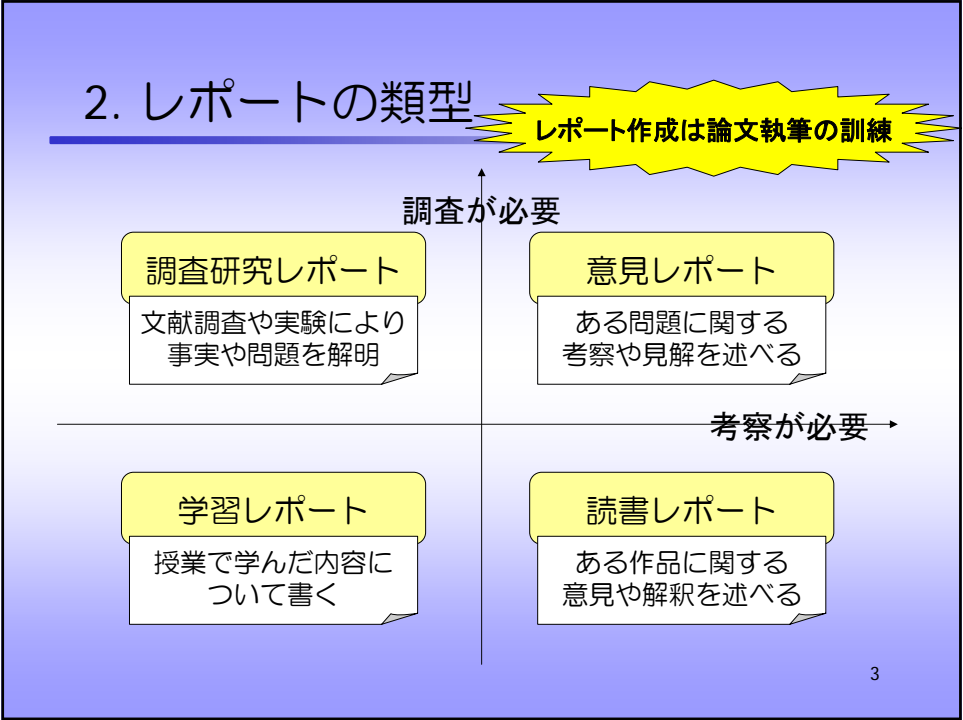 2. レポートの類型
レポート作成は論文執筆の訓練
調査が必要
調査研究レポート
文献調査や実験により
事実や問題を解明
意見レポート
ある問題に関する
考察や見解を述べる
考察が必要
学習レポート
授業で学んだ内容に
ついて書く
読書レポート
ある作品に関する
意見や解釈を述べる
3